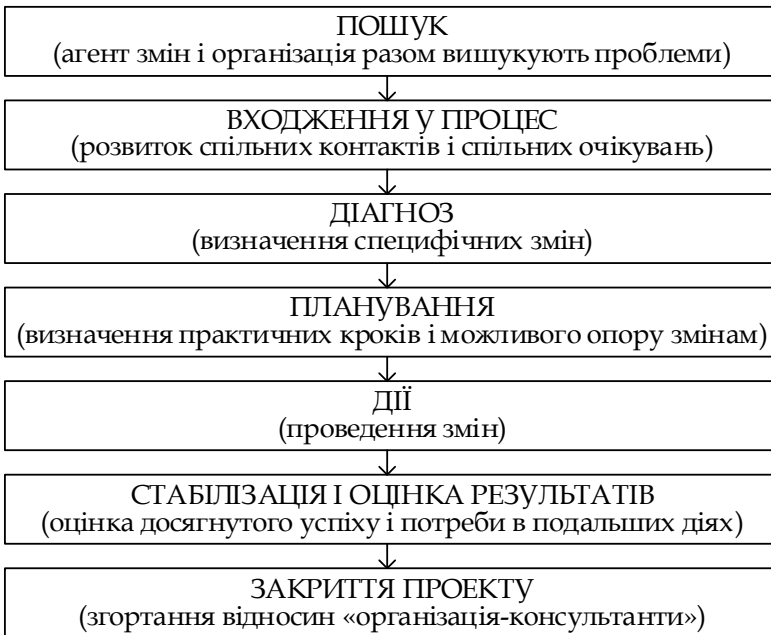 ПОШУК
(агент змін і організація разом вишукують проблеми)
ВХОДЖЕННЯ У ПРОЦЕС
(розвиток спільних контактів і спільних очікувань)
ДІАГНОЗ
(визначення специфічних змін)
ПЛАНУВАННЯ
(визначення практичних кроків і можливого опору змінам)
ДІЇ
(проведення змін)
СТАБІЛІЗАЦІЯ І ОЦІНКА РЕЗУЛЬТАТІВ
(оцінка досягнутого успіху і потреби в подальших діях)
ЗАКРИТТЯ ПРОЕКТУ
(згортання відносин «організація-консультанти»)